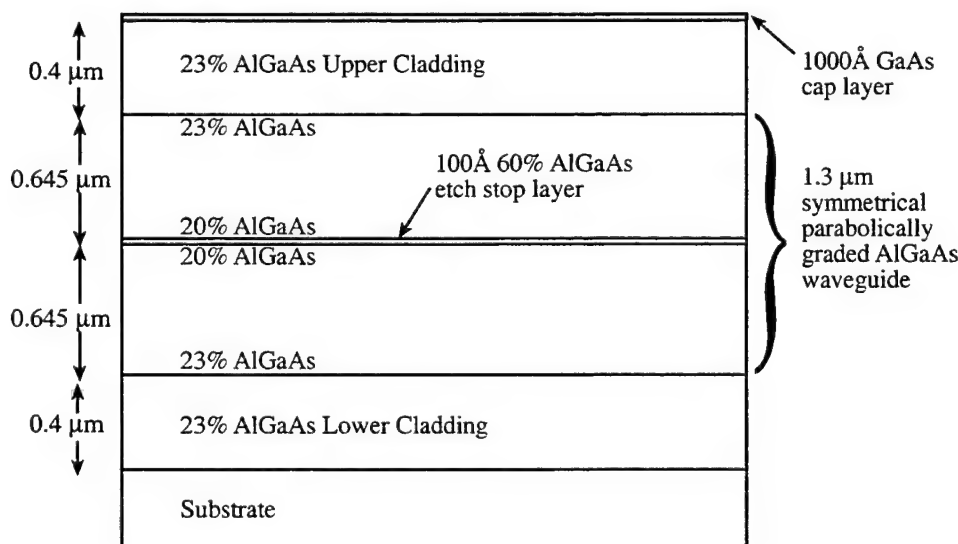 0.4 μm
23% AlGaAs Upper Cladding
1000Å GaAs
cap layer
0.645 μm
23% AlGaAs
100Å 60% AlGaAs
etch stop layer
20% AlGaAs
1.3 μm
symmetrical
parabolically
graded AlGaAs
waveguide
0.645 μm
20% AlGaAs
23% AlGaAs
0.4 μm
23% AlGaAs Lower Cladding
Substrate